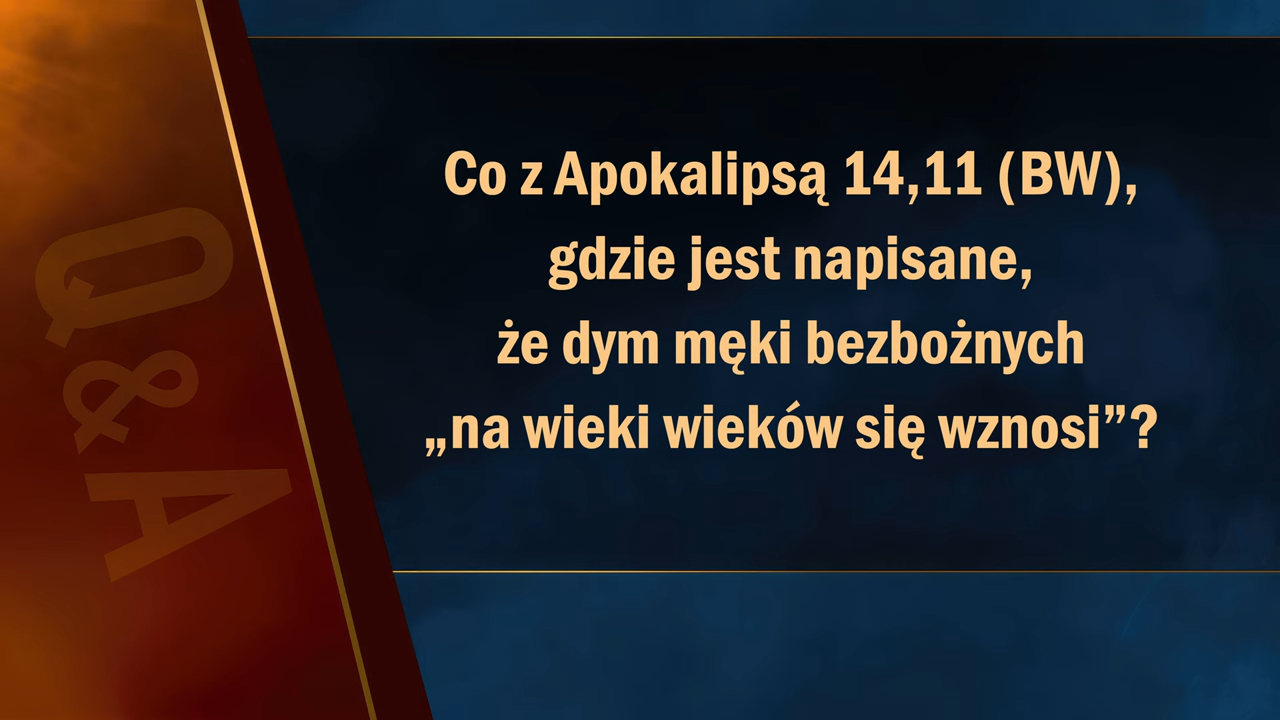 Q & A
Co z Apokalipsą 14,11 (BW),
gdzie jest napisane,
że dym męki bezbożnych
„na wieki wieków się wznosi”?